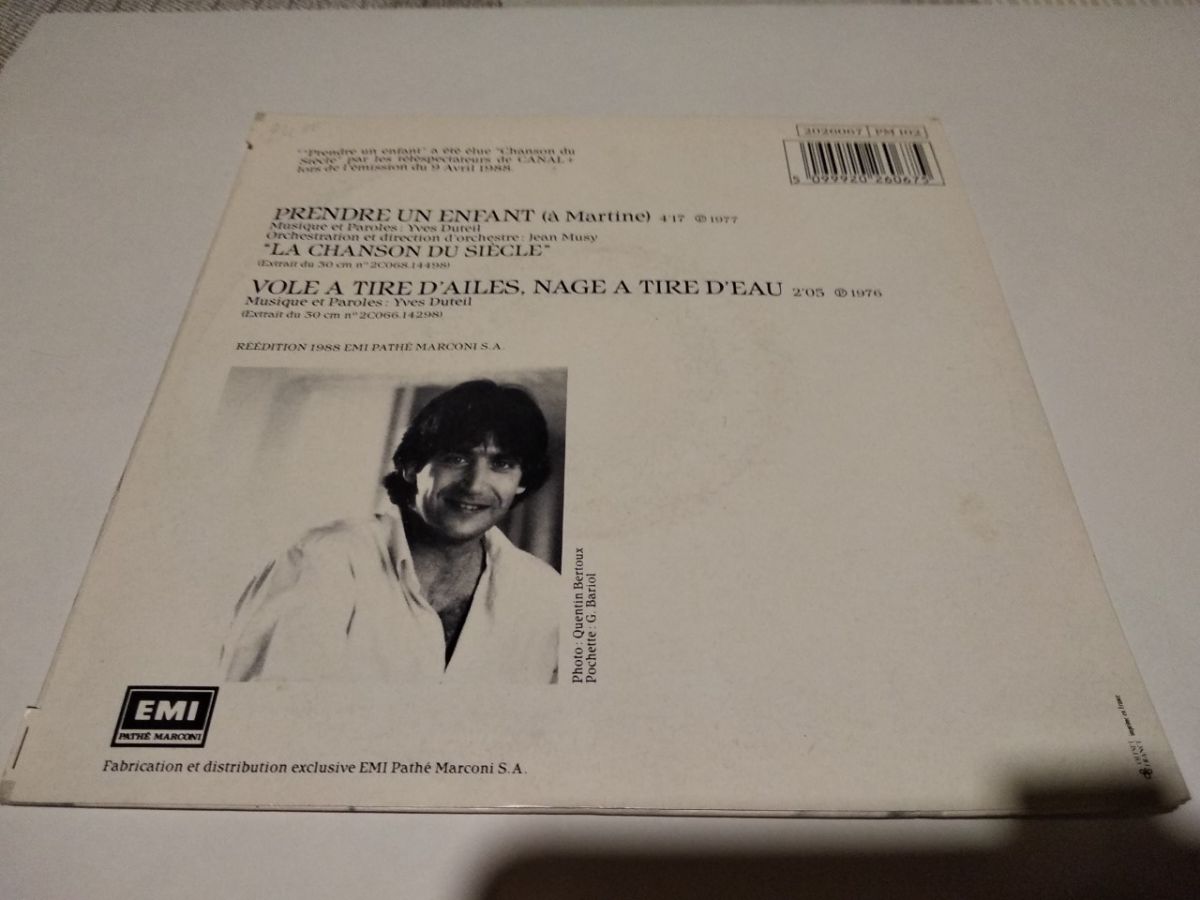 2026067 PM 102
5 099920 260675
"Prendre un enfant" a été élue "Chanson du
Siècle" par les téléspectateurs de CANAL+
lors de l'émission du 9 Avril 1988.
PRENDRE UN ENFANT (à Martine) 4'17 ℗ 1977
Musique et Paroles : Yves Duteil
Orchestration et direction d'orchestre : Jean Musy
"LA CHANSON DU SIÈCLE"
(Extrait du 30 cm n° 2C068.14498)
VOLE A TIRE D'AILES, NAGE A TIRE D'EAU 2'05 ℗ 1976
Musique et Paroles : Yves Duteil
(Extrait du 30 cm n° 2C066.14298)
RÉÉDITION 1988 EMI PATHÉ MARCONI S.A.
Photo : Quentin Bertoux
Pochette : G. Bariol
EMI
PATHÉ MARCONI
Fabrication et distribution exclusive EMI Pathé Marconi S.A.
Imprimé en France